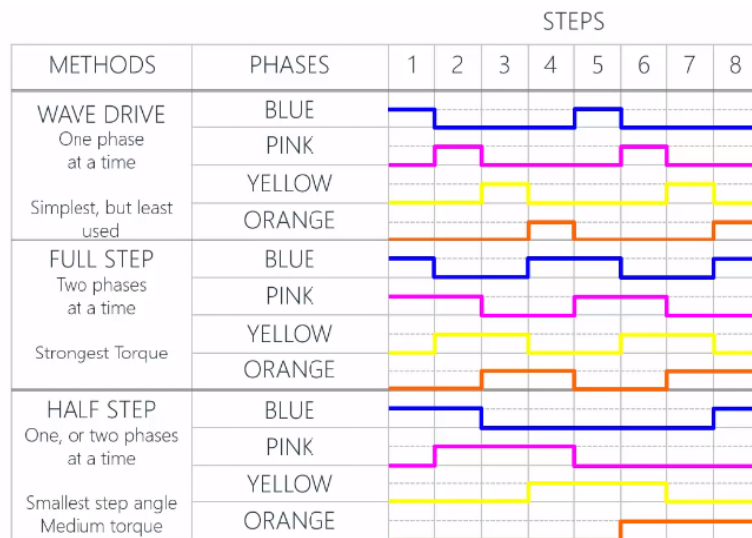 STEPS
METHODS PHASES 1 2 3 4 5 6 7 8
WAVE DRIVE
One phase
at a time
Simplest, but least
used
BLUE
PINK
YELLOW
ORANGE
FULL STEP
Two phases
at a time
Strongest Torque
BLUE
PINK
YELLOW
ORANGE
HALF STEP
One, or two phases
at a time
Smallest step angle
Medium torque
BLUE
PINK
YELLOW
ORANGE